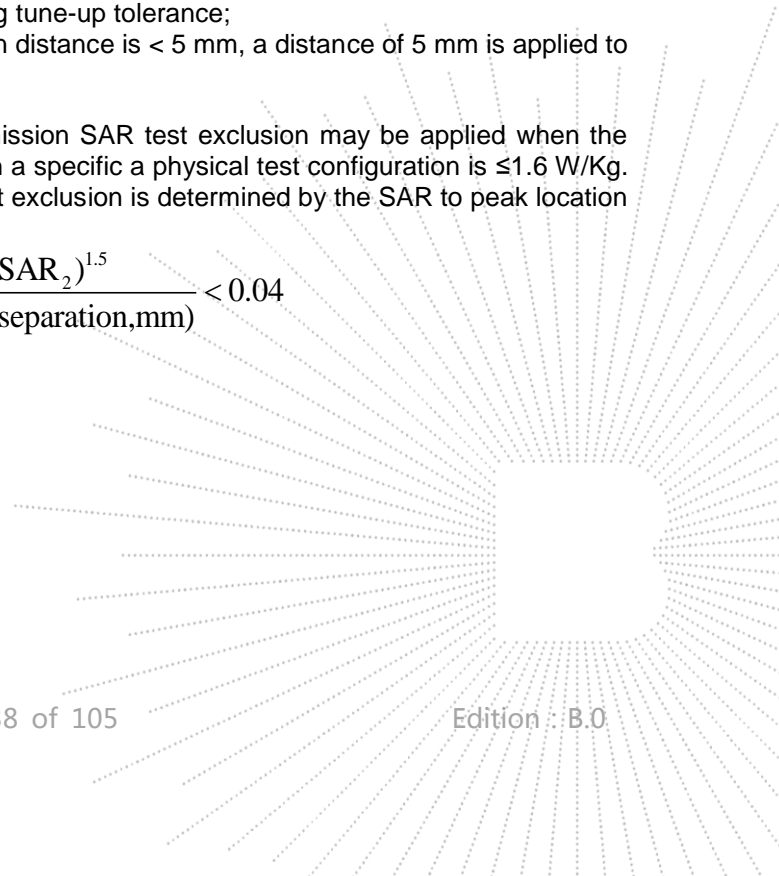 g tune-up tolerance;
n distance is < 5 mm, a distance of 5 mm is applied to
nission SAR test exclusion may be applied when the
n a specific a physical test configuration is ≤1.6 W/Kg.
t exclusion is determined by the SAR to peak location
SAR₂)^1.5
< 0.04
separation,mm)
8 of 105 Edition : B.0